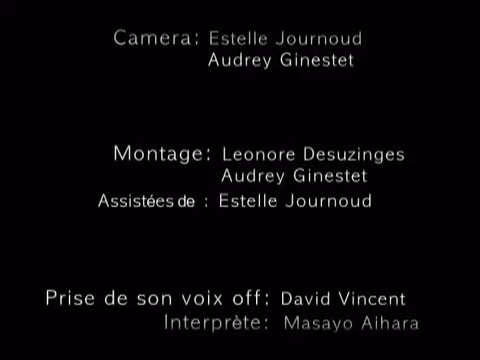 Camera: Estelle Journoud
Audrey Ginestet
Montage: Leonore Desuzinges
Audrey Ginestet
Assistées de : Estelle Journoud
Prise de son voix off: David Vincent
Interprète: Masayo Aihara